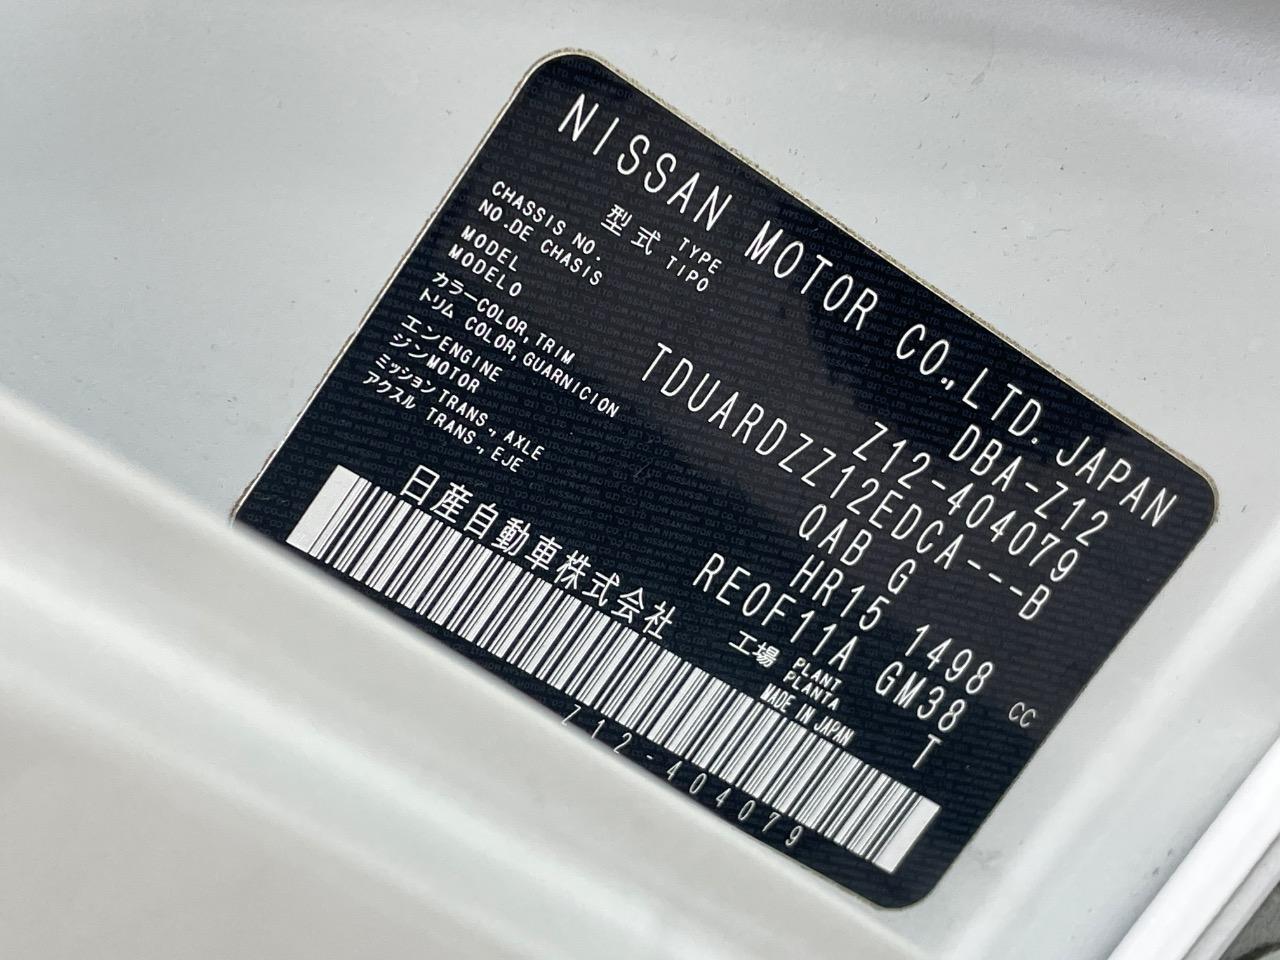 NISSAN MOTOR CO.,LTD. JAPAN
型式 TYPE TIPO DBA-Z12
CHASSIS NO. NO.DE CHASIS Z12-404079
MODEL MODELO TDUARDZZ12EDCA---B
カラー COLOR,TRIM トリム COLOR,GUARNICION QAB G
エンジン ENGINE MOTOR HR15 1498 CC
ミッション TRANS.,AXLE アクスル TRANS.,EJE RE0F11A GM38
工場 PLANT PLANTA T
日産自動車株式会社 MADE IN JAPAN
Z12-404079